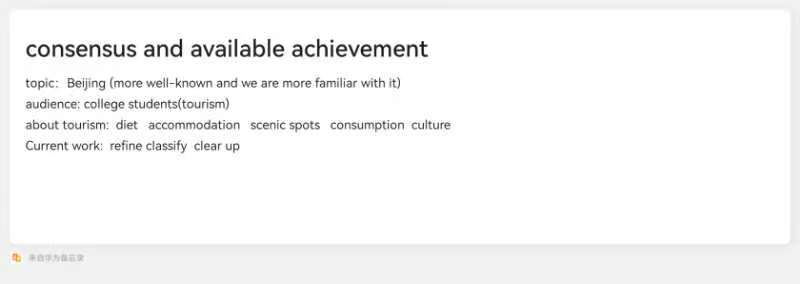 consensus and available achievement
topic: Beijing (more well-known and we are more familiar with it)
audience: college students(tourism)
about tourism: diet accommodation scenic spots consumption culture
Current work: refine classify clear up
来自华为备忘录